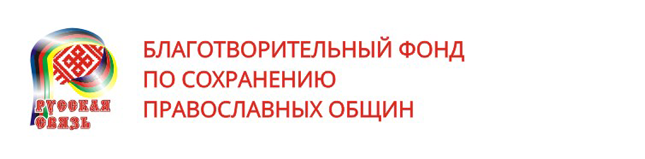 РУССКАЯ
СВЯЗЬ
БЛАГОТВОРИТЕЛЬНЫЙ ФОНД
ПО СОХРАНЕНИЮ
ПРАВОСЛАВНЫХ ОБЩИН